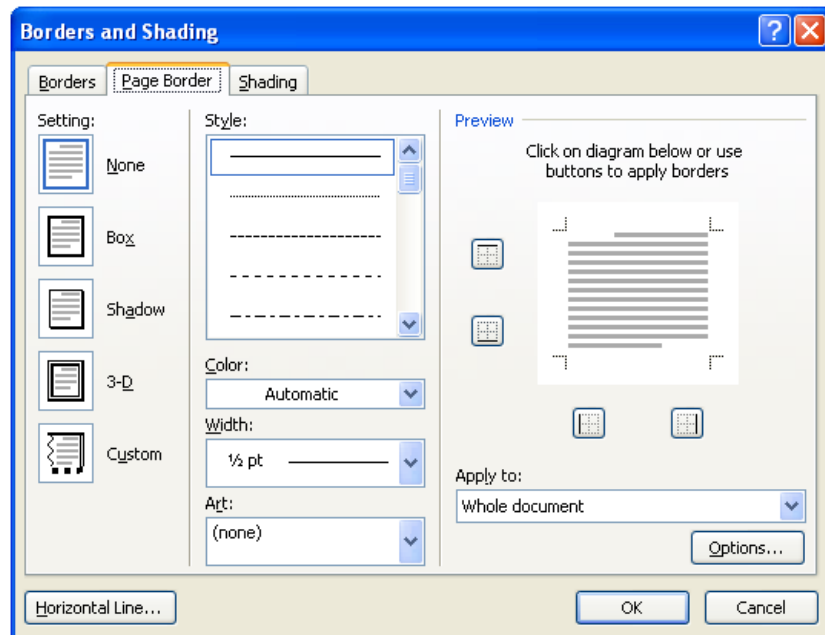 Borders and Shading
Borders
Page Border
Shading
Setting:
None
Box
Shadow
3-D
Custom
Style:
Color:
Automatic
Width:
½ pt
Art:
(none)
Preview
Click on diagram below or use
buttons to apply borders
Apply to:
Whole document
Options...
Horizontal Line...
OK
Cancel